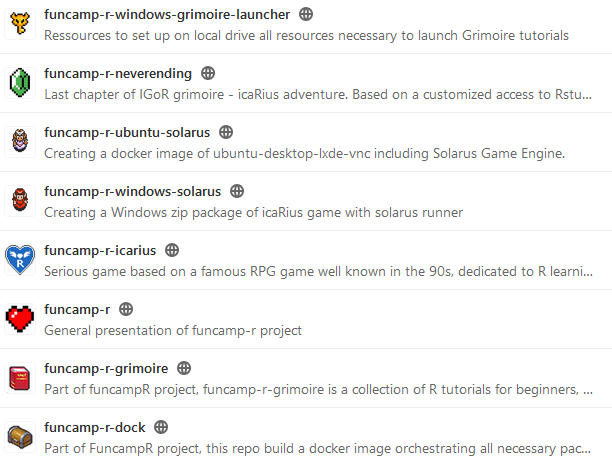 funcamp-r-windows-grimoire-launcher
Ressources to set up on local drive all resources necessary to launch Grimoire tutorials
funcamp-r-neverending
Last chapter of IGoR grimoire - icaRius adventure. Based on a customized access to Rstu...
funcamp-r-ubuntu-solarus
Creating a docker image of ubuntu-desktop-lxde-vnc including Solarus Game Engine.
funcamp-r-windows-solarus
Creating a Windows zip package of icaRius game with solarus runner
funcamp-r-icarius
R
Serious game based on a famous RPG game well known in the 90s, dedicated to R learni...
funcamp-r
General presentation of funcamp-r project
funcamp-r-grimoire
Part of funcampR project, funcamp-r-grimoire is a collection of R tutorials for beginners, ...
funcamp-r-dock
Part of FuncampR project, this repo build a docker image orchestrating all necessary pac...